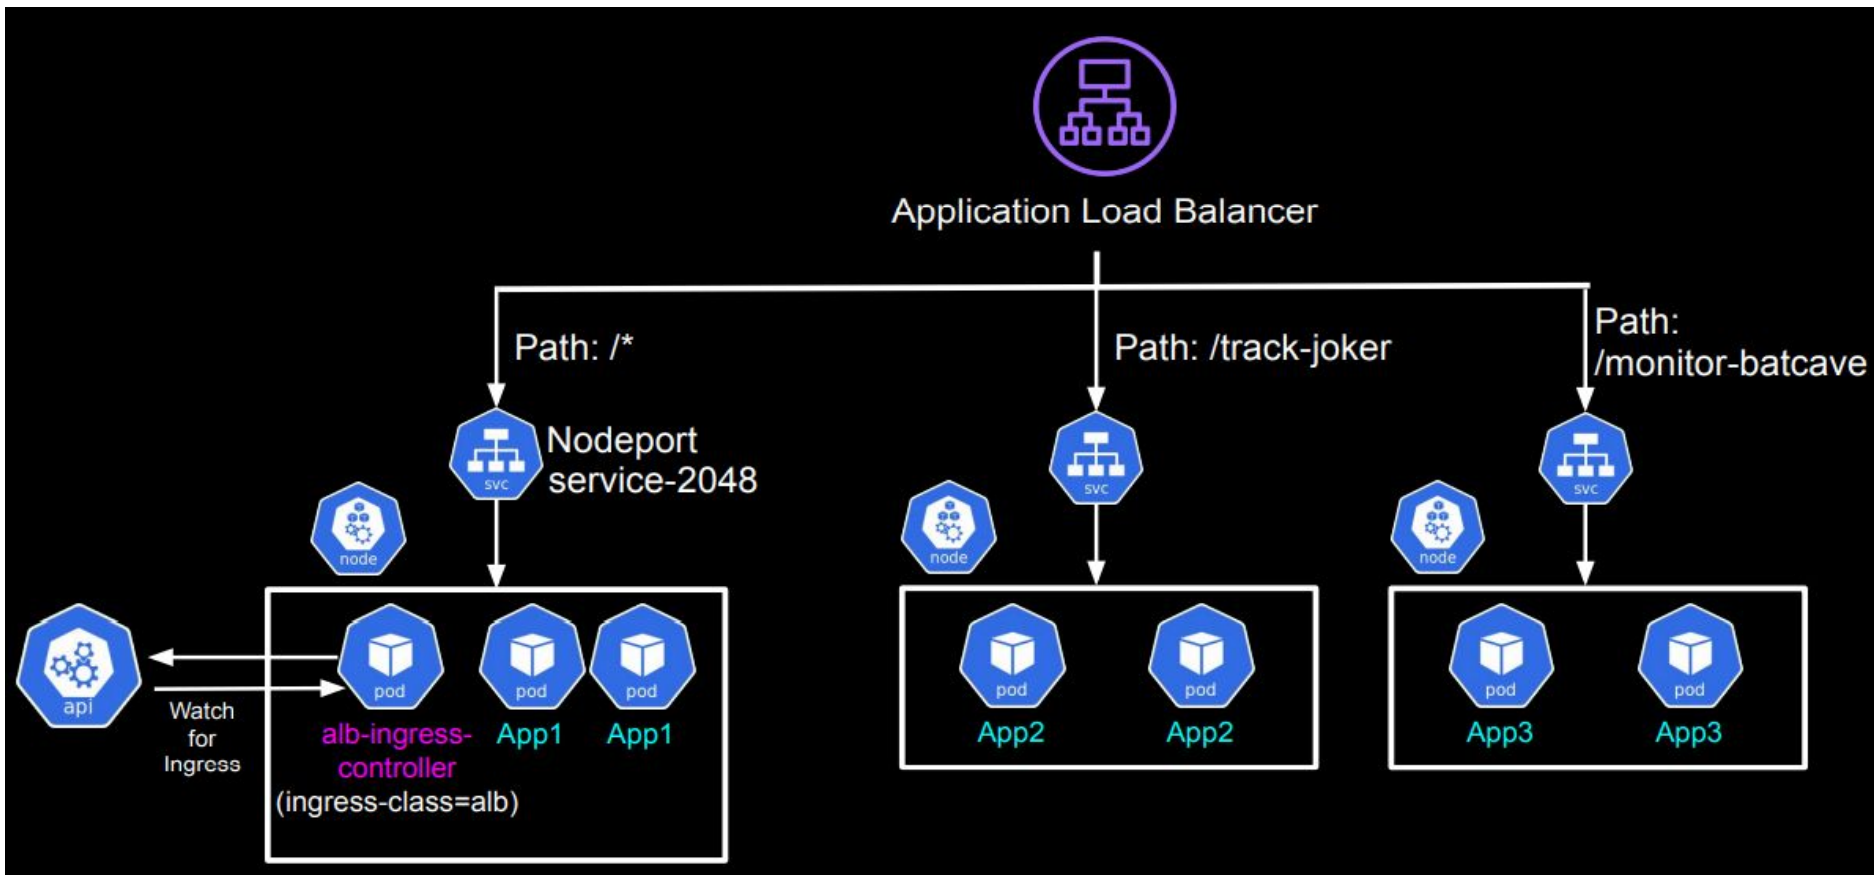 Application Load Balancer
Path: /*
Path: /track-joker
Path:
/monitor-batcave
Nodeport
service-2048
svc
svc
svc
node
node
node
api
Watch
for
Ingress
pod
pod
pod
alb-ingress-
controller
(ingress-class=alb)
App1
App1
pod
pod
App2
App2
pod
pod
App3
App3